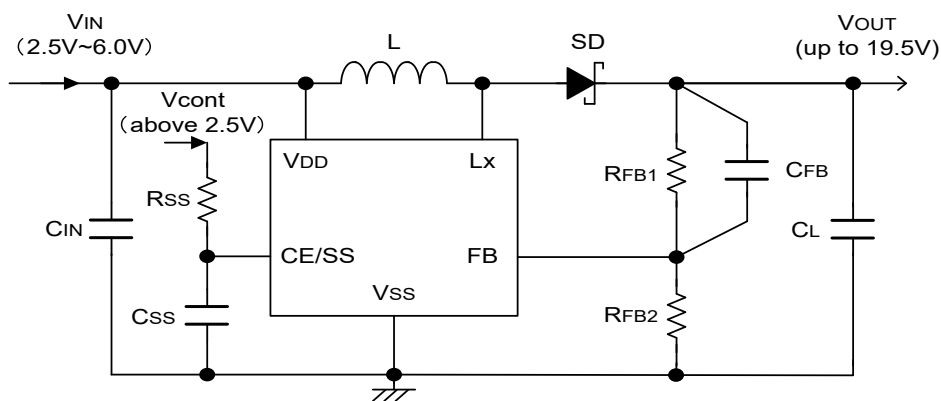 VIN
（2.5V~6.0V）
L
SD
VOUT
(up to 19.5V)
Vcont
（above 2.5V）
VDD
Lx
RSS
RFB1
CFB
CIN
CL
CE/SS
FB
VSS
CSS
RFB2